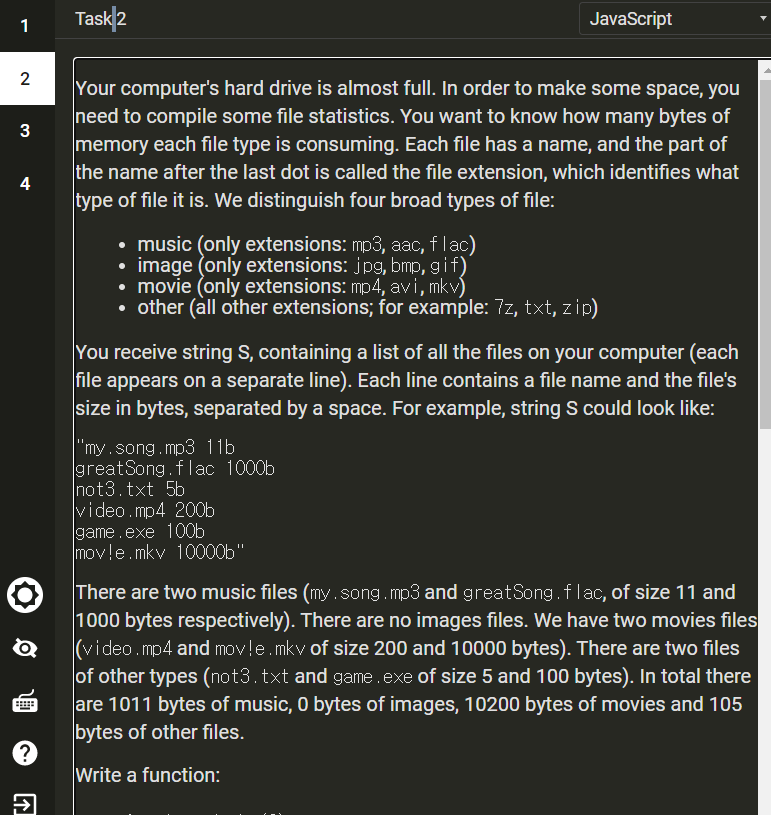 Task 2
JavaScript
1
2
3
4
Your computer's hard drive is almost full. In order to make some space, you
need to compile some file statistics. You want to know how many bytes of
memory each file type is consuming. Each file has a name, and the part of
the name after the last dot is called the file extension, which identifies what
type of file it is. We distinguish four broad types of file:
• music (only extensions: mp3, aac, flac)
• image (only extensions: jpg, bmp, gif)
• movie (only extensions: mp4, avi, mkv)
• other (all other extensions; for example: 7z, txt, zip)
You receive string S, containing a list of all the files on your computer (each
file appears on a separate line). Each line contains a file name and the file's
size in bytes, separated by a space. For example, string S could look like:
"my.song.mp3 11b
greatSong.flac 1000b
not3.txt 5b
video.mp4 200b
game.exe 100b
mov!e.mkv 10000b"
There are two music files (my.song.mp3 and greatSong.flac, of size 11 and
1000 bytes respectively). There are no images files. We have two movies files
(video.mp4 and mov!e.mkv of size 200 and 10000 bytes). There are two files
of other types (not3.txt and game.exe of size 5 and 100 bytes). In total there
are 1011 bytes of music, 0 bytes of images, 10200 bytes of movies and 105
bytes of other files.
Write a function: